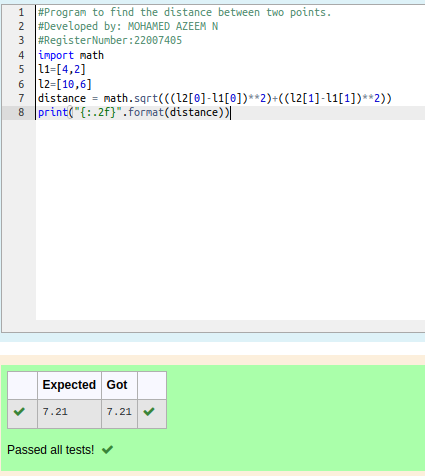 1 #Program to find the distance between two points.
2 #Developed by: MOHAMED AZEEM N
3 #RegisterNumber:22007405
4 import math
5 l1=[4,2]
6 l2=[10,6]
7 distance = math.sqrt(((l2[0]-l1[0])**2)+((l2[1]-l1[1])**2))
8 print("{:.2f}".format(distance))
Expected Got
7.21 7.21
Passed all tests!